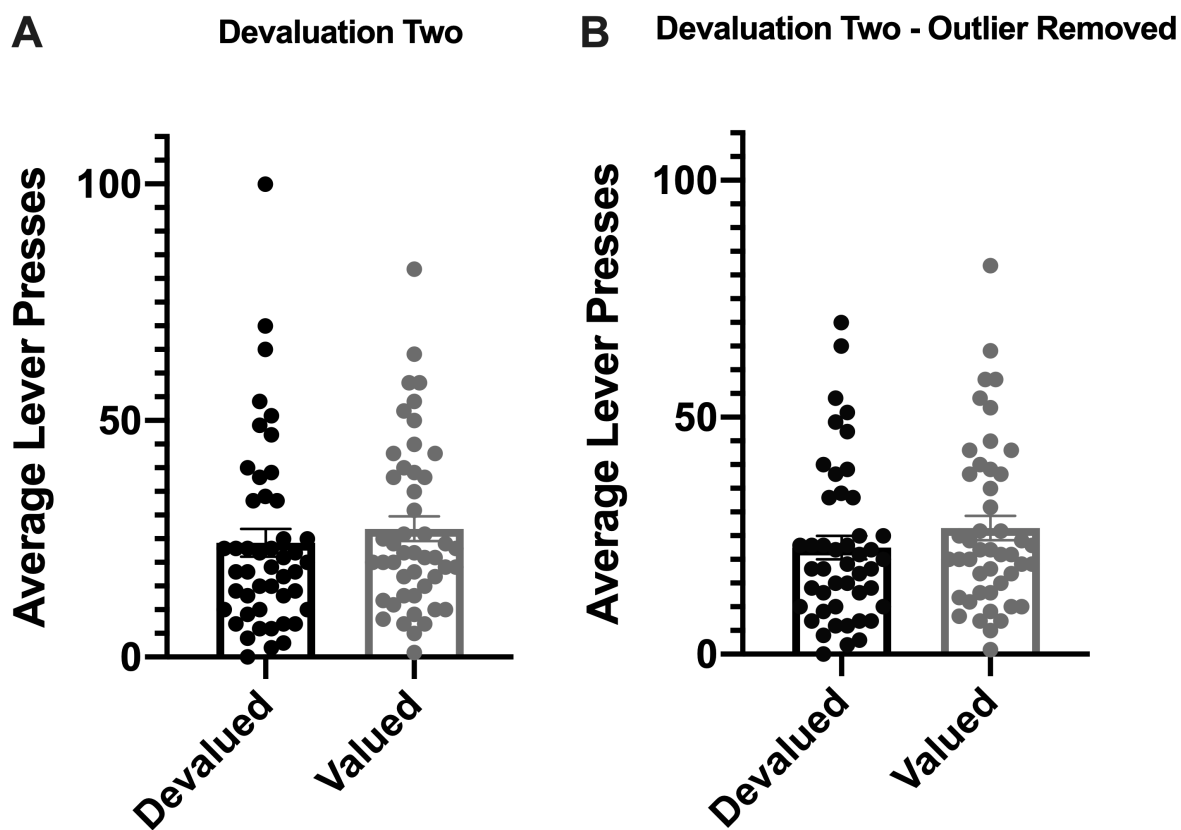 A
Devaluation Two
Average Lever Presses
100
50
0
Devalued
Valued
B
Devaluation Two - Outlier Removed
Average Lever Presses
100
50
0
Devalued
Valued